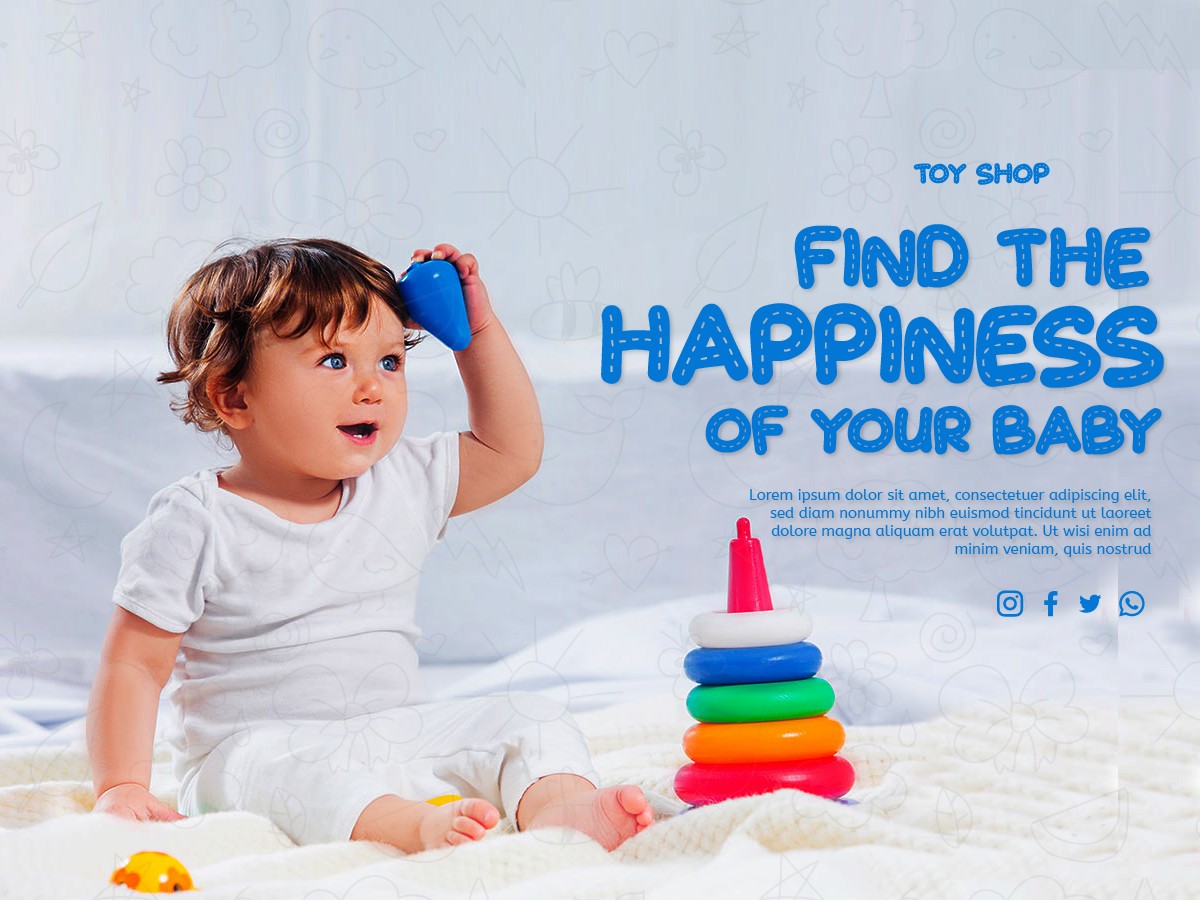 TOY SHOP
FIND THE
HAPPINESS
OF YOUR BABY
Lorem ipsum dolor sit amet, consectetuer adipiscing elit,
sed diam nonummy nibh euismod tincidunt ut laoreet
dolore magna aliquam erat volutpat. Ut wisi enim ad
minim veniam, quis nostrud